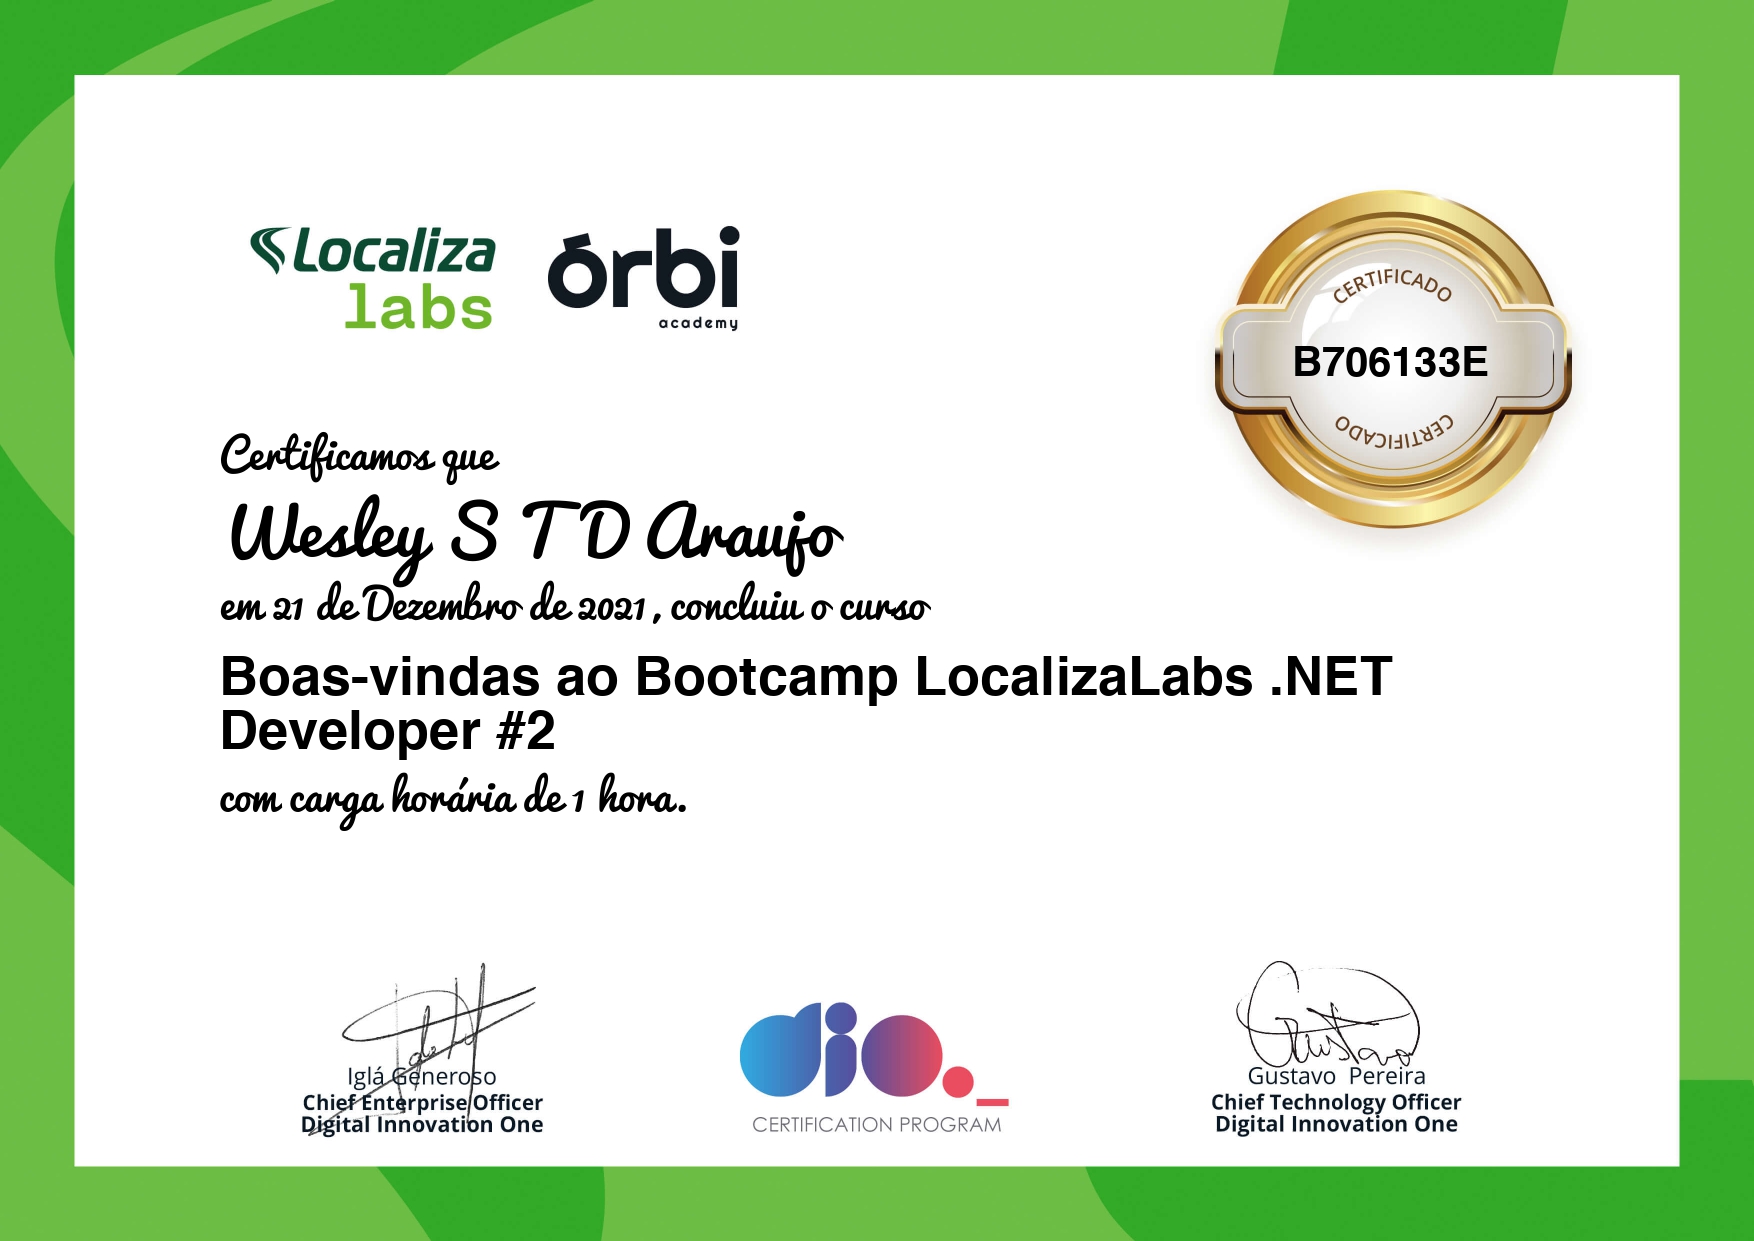 Localiza
labs
órbi
academy
CERTIFICADO
B706133E
CERTIFICADO
Certificamos que
Wesley S T D Araujo
em 21 de Dezembro de 2021, concluiu o curso
Boas-vindas ao Bootcamp LocalizaLabs .NET
Developer #2
com carga horária de 1 hora.
Iglá Generoso
Chief Enterprise Officer
Digital Innovation One
dio._
CERTIFICATION PROGRAM
Gustavo
Gustavo Pereira
Chief Technology Officer
Digital Innovation One